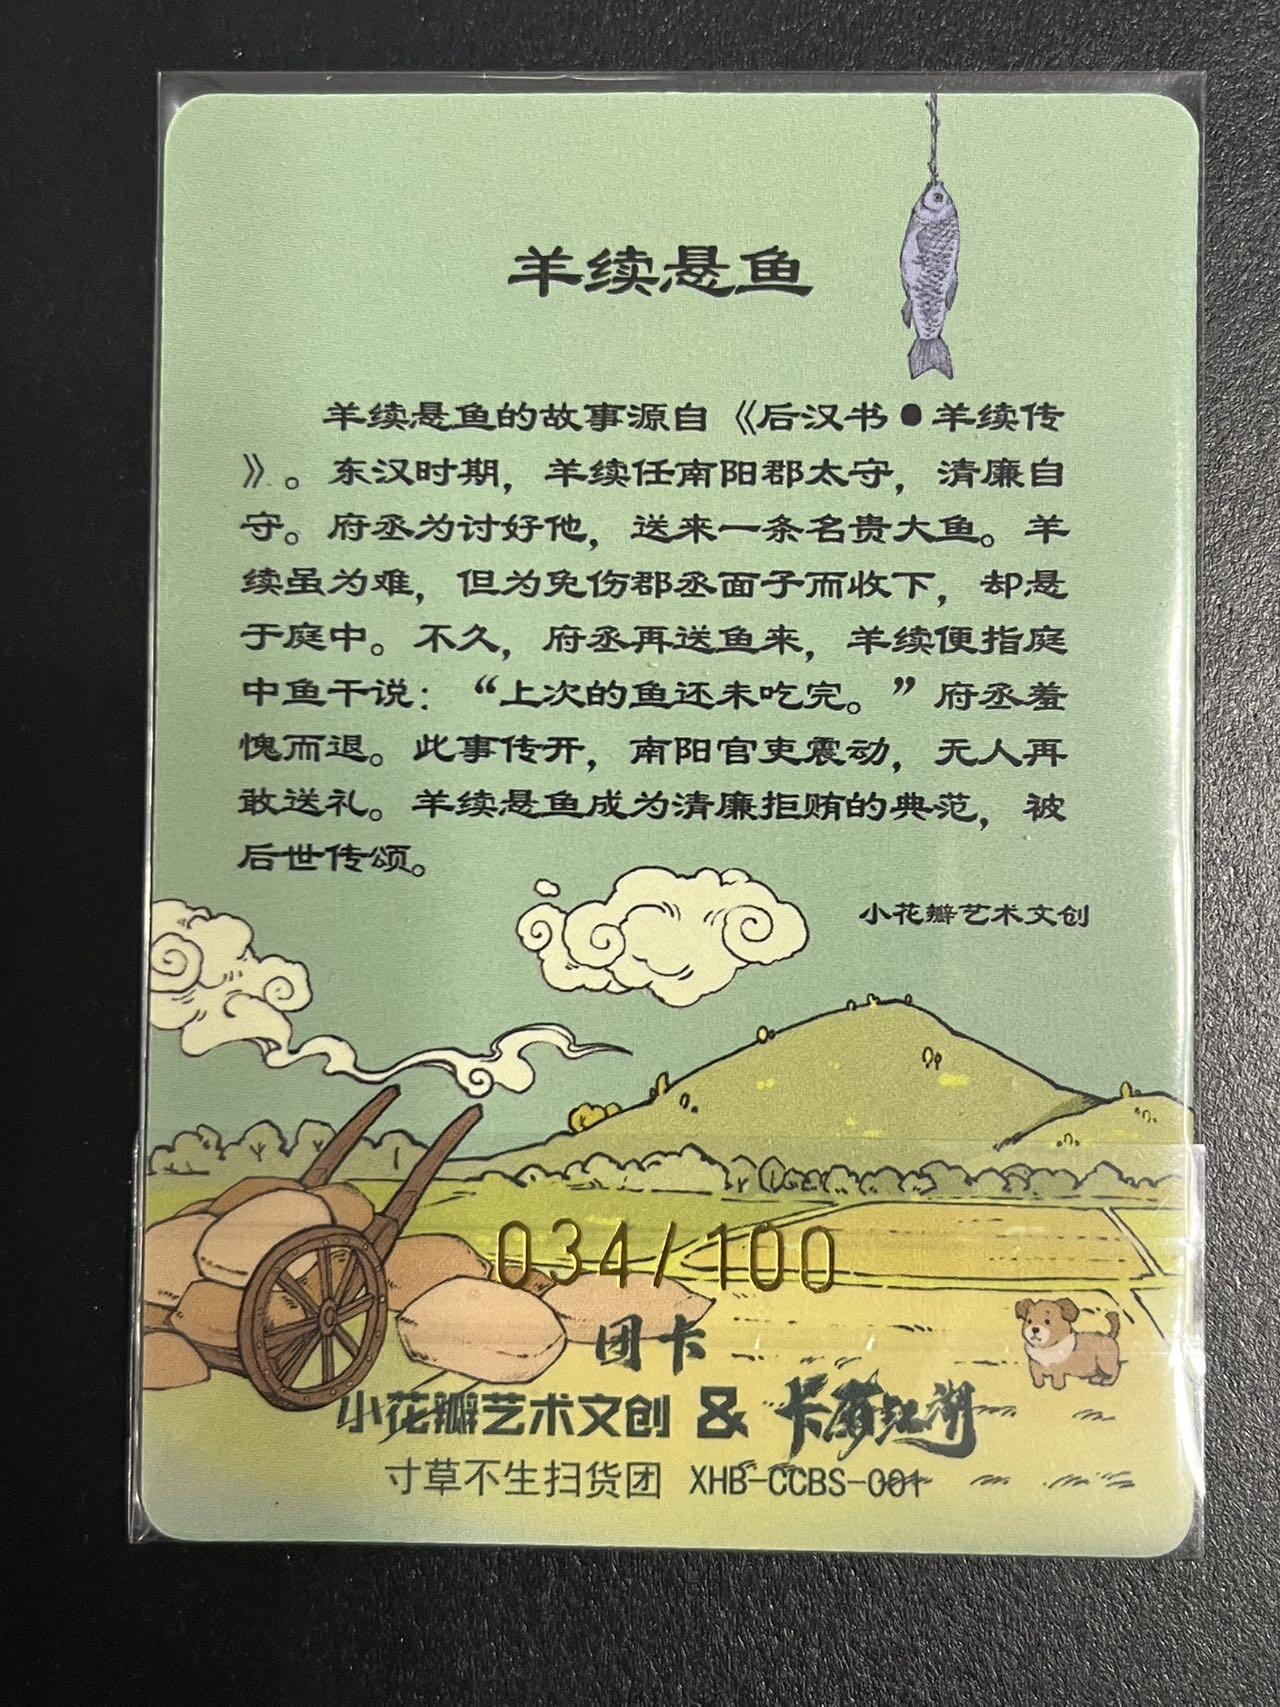 羊续悬鱼
羊续悬鱼的故事源自《后汉书●羊续传
》。东汉时期，羊续任南阳郡太守，清廉自
守。府丞为讨好他，送来一条名贵大鱼。羊
续虽为难，但为免伤郡丞面子而收下，却悬
于庭中。不久，府丞再送鱼来，羊续便指庭
中鱼干说：“上次的鱼还未吃完。”府丞羞
愧而退。此事传开，南阳官吏震动，无人再
敢送礼。羊续悬鱼成为清廉拒贿的典范，被
后世传颂。
小花瓣艺术文创
034/100
团卡
小花瓣艺术文创 & 卡有江湖
寸草不生扫货团 XHB-CCBS-001